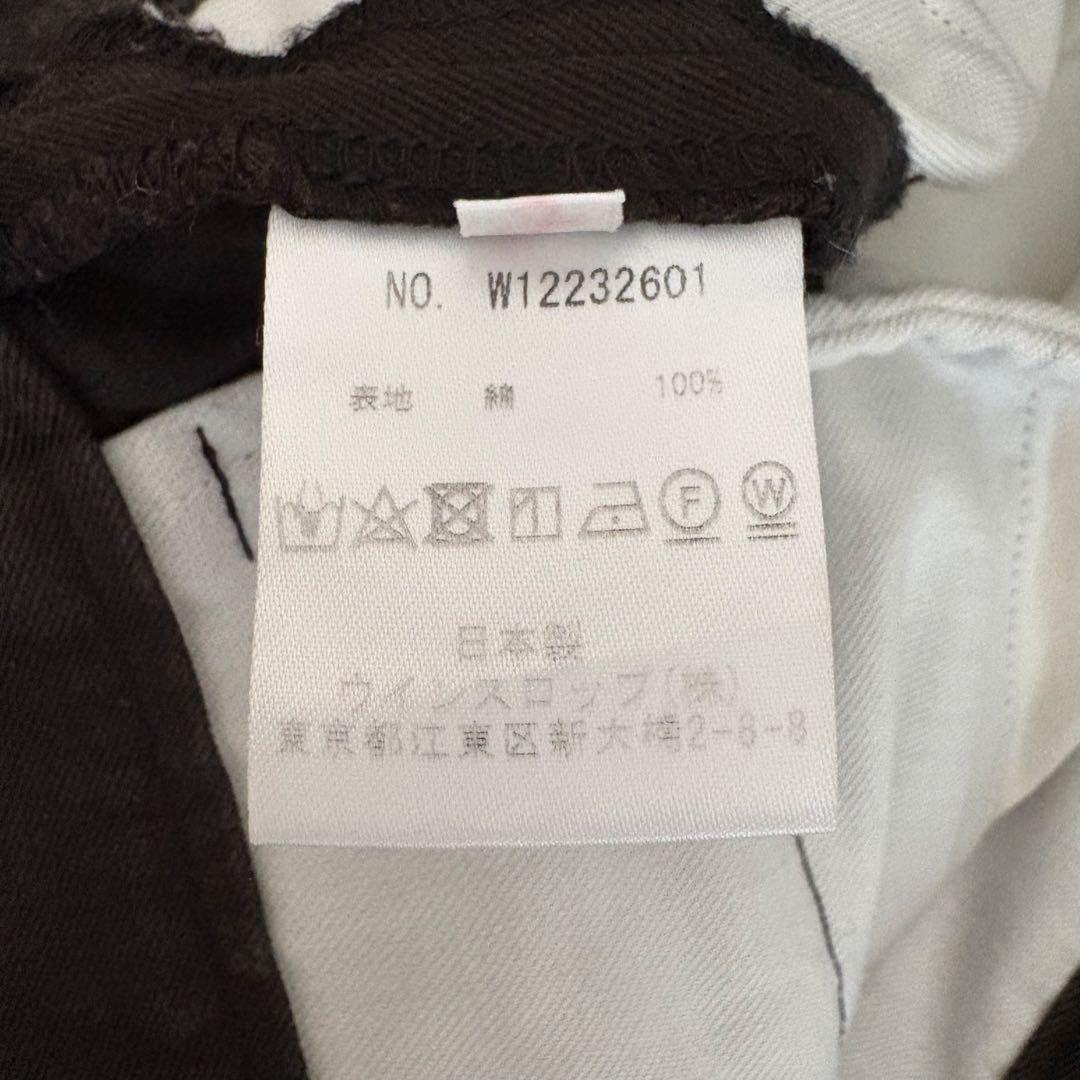 NO. W12232601
表地 綿 100%
F W
日本製
ウインスロップ(株)
東京都江東区新大橋2-8-8